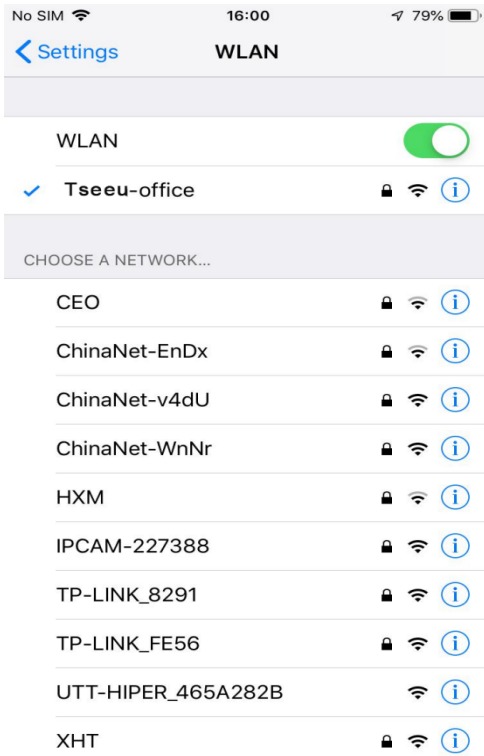 No SIM 16:00 79%
Settings WLAN
WLAN
Tseeu-office
CHOOSE A NETWORK...
CEO
ChinaNet-EnDx
ChinaNet-v4dU
ChinaNet-WnNr
HXM
IPCAM-227388
TP-LINK_8291
TP-LINK_FE56
UTT-HIPER_465A282B
XHT